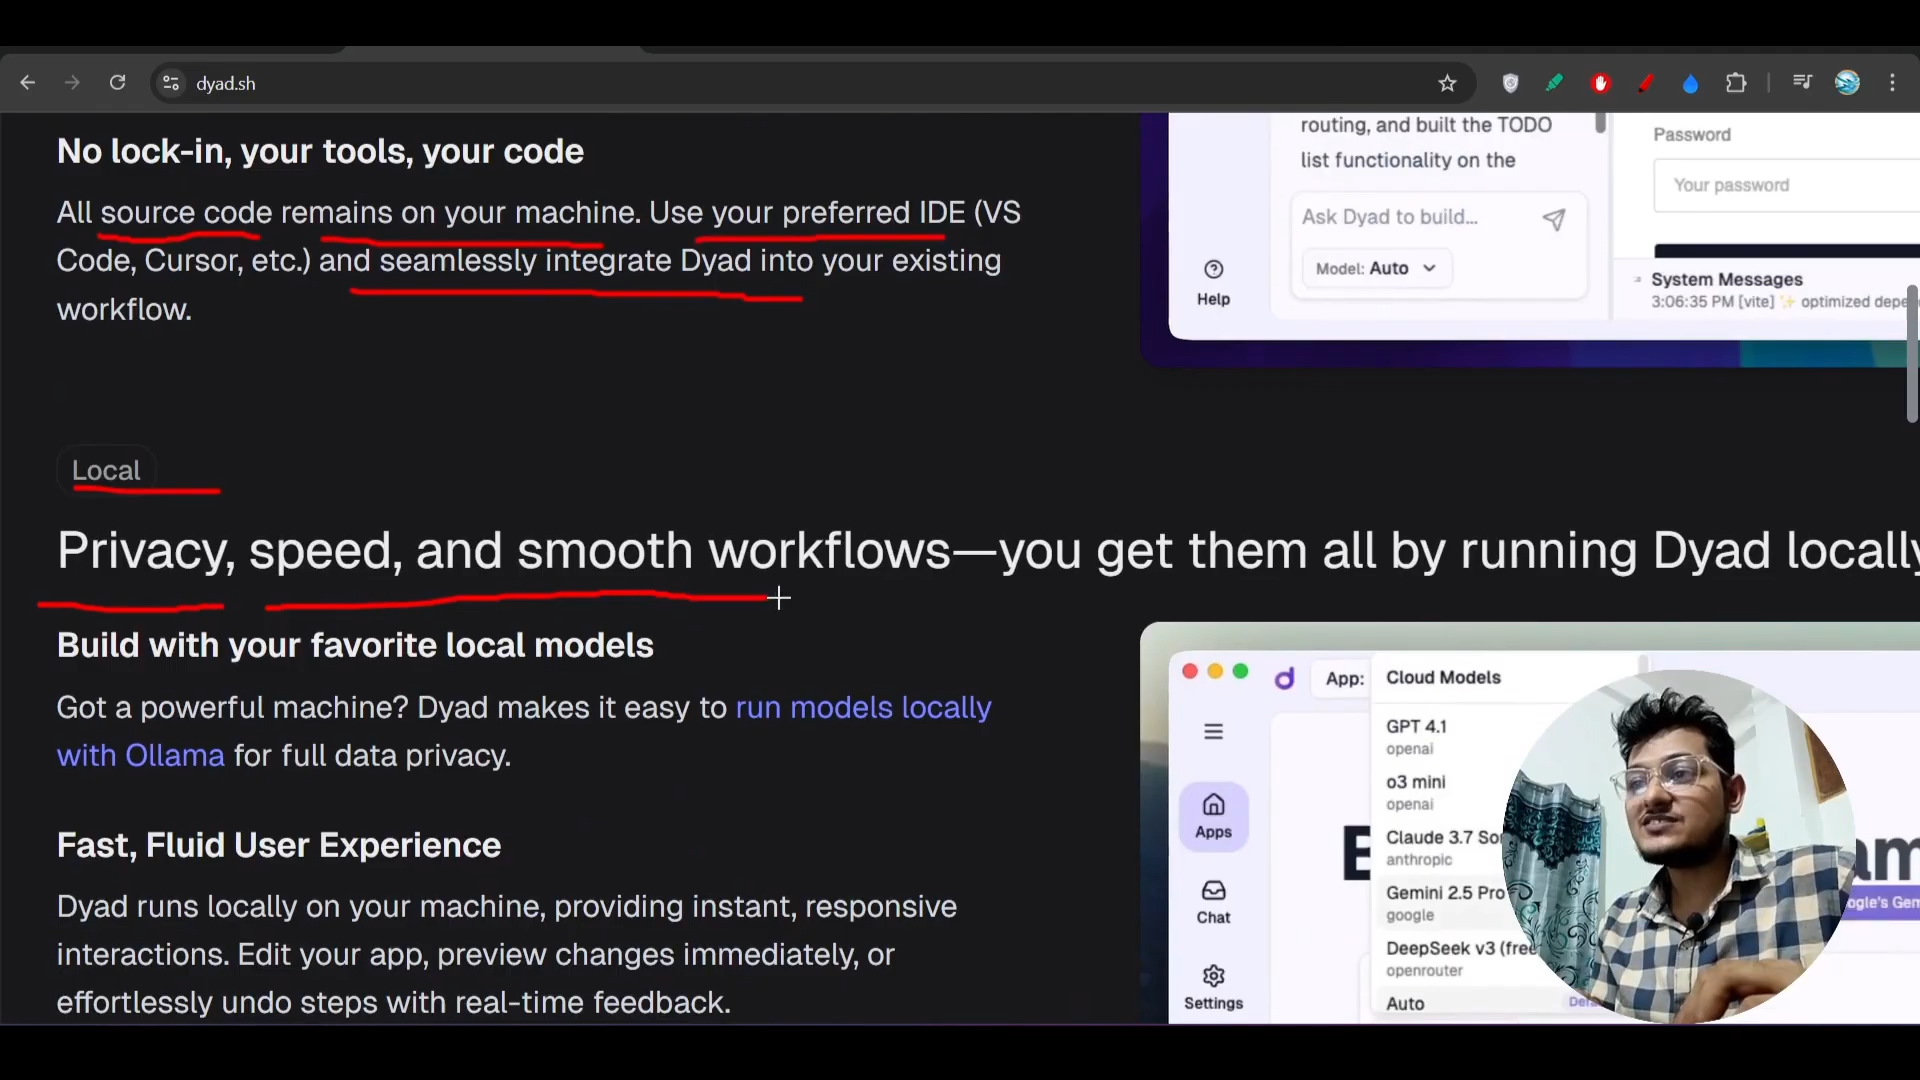 dyad.sh
No lock-in, your tools, your code
All source code remains on your machine. Use your preferred IDE (VS
Code, Cursor, etc.) and seamlessly integrate Dyad into your existing
workflow.
routing, and built the TODO
list functionality on the
Ask Dyad to build...
Model: Auto
Help
Password
Your password
System Messages
3:06:35 PM [vite] ✨ optimized
Local
Privacy, speed, and smooth workflows—you get them all by running Dyad locally
Build with your favorite local models
Got a powerful machine? Dyad makes it easy to run models locally
with Ollama for full data privacy.
Fast, Fluid User Experience
Dyad runs locally on your machine, providing instant, responsive
interactions. Edit your app, preview changes immediately, or
effortlessly undo steps with real-time feedback.
App:
Cloud Models
GPT 4.1
openai
o3 mini
openai
Claude 3.7
anthropic
Gemini 2.5 Pro
google
DeepSeek v3 (free
openrouter
Auto
Apps
Chat
Settings